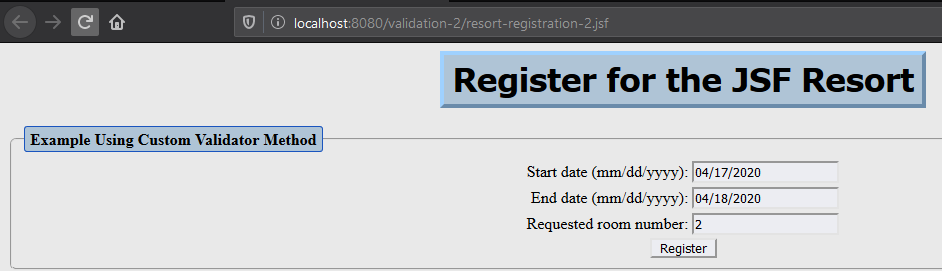 localhost:8080/validation-2/resort-registration-2.jsf
Register for the JSF Resort
Example Using Custom Validator Method
Start date (mm/dd/yyyy): 04/17/2020
End date (mm/dd/yyyy): 04/18/2020
Requested room number: 2
Register